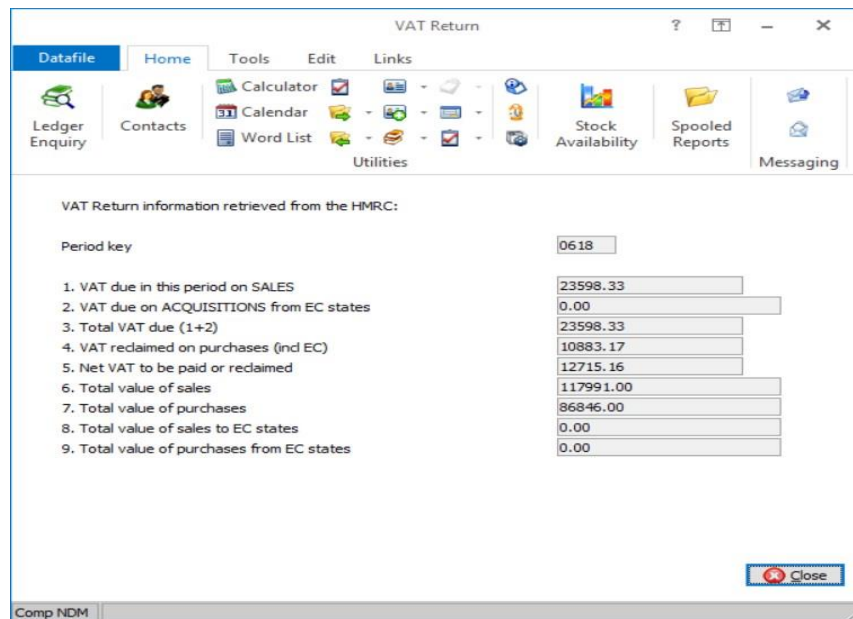 VAT Return
?
Datafile Home Tools Edit Links
Calculator
Calendar
Word List
Ledger Enquiry
Contacts
Utilities
Stock Availability
Spooled Reports
Messaging
VAT Return information retrieved from the HMRC:
Period key 0618
1. VAT due in this period on SALES 23598.33
2. VAT due on ACQUISITIONS from EC states 0.00
3. Total VAT due (1+2) 23598.33
4. VAT reclaimed on purchases (incl EC) 10883.17
5. Net VAT to be paid or reclaimed 12715.16
6. Total value of sales 117991.00
7. Total value of purchases 86846.00
8. Total value of sales to EC states 0.00
9. Total value of purchases from EC states 0.00
Close
Comp NDM